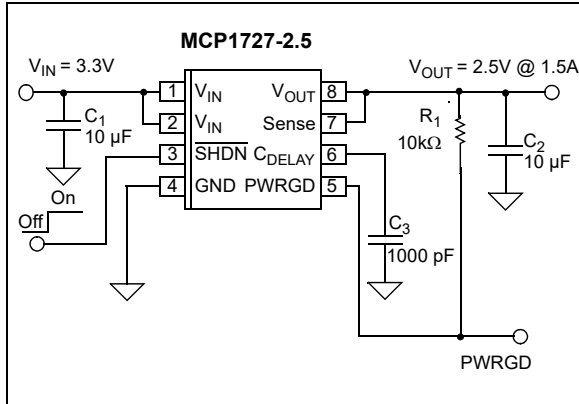 MCP1727-2.5
V_IN = 3.3V
V_OUT = 2.5V @ 1.5A
1 V_IN V_OUT 8
2 V_IN Sense 7
3 SHDN C_DELAY 6
4 GND PWRGD 5
C_1
10 µF
R_1
10kΩ
C_2
10 µF
On
Off
C_3
1000 pF
PWRGD